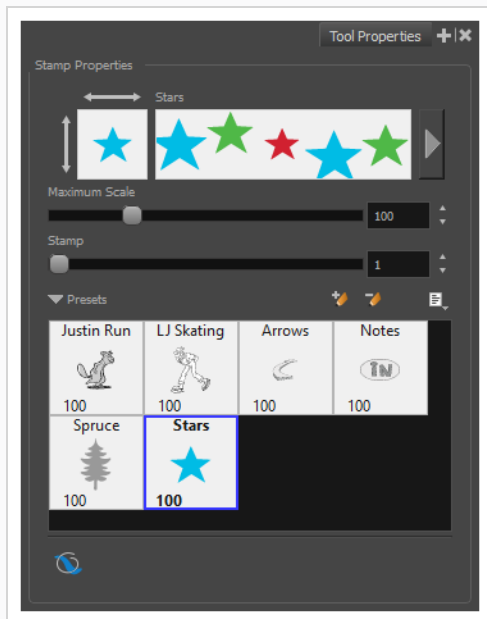 Tool Properties
Stamp Properties
Stars
Maximum Scale
100
Stamp
1
Presets
Justin Run
LJ Skating
Arrows
Notes
IN
100
100
100
100
Spruce
Stars
100
100